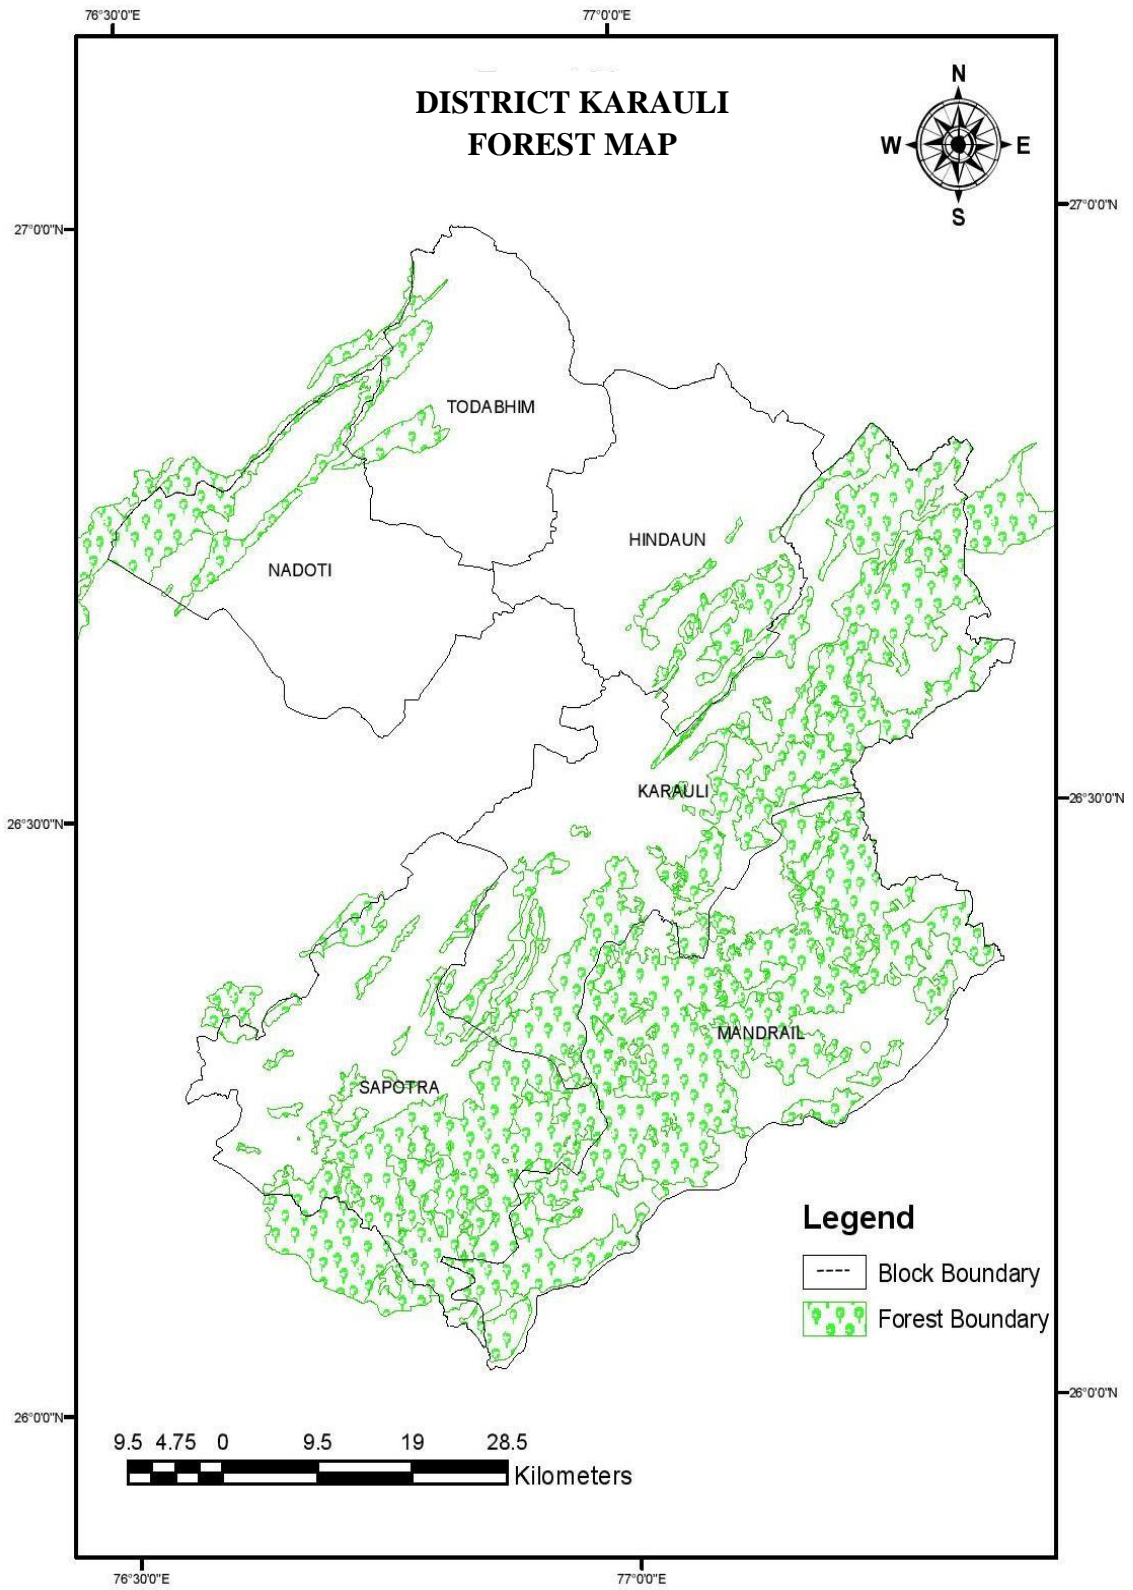 76°30'0"E
77°0'0"E
DISTRICT KARAULI
FOREST MAP
N
W
E
S
27°0'0"N
27°0'0"N
TODABHIM
HINDAUN
NADOTI
KARAULI
26°30'0"N
26°30'0"N
MANDRAIL
SAPOTRA
Legend
Block Boundary
Forest Boundary
26°0'0"N
26°0'0"N
9.5 4.75 0 9.5 19 28.5
Kilometers
76°30'0"E
77°0'0"E